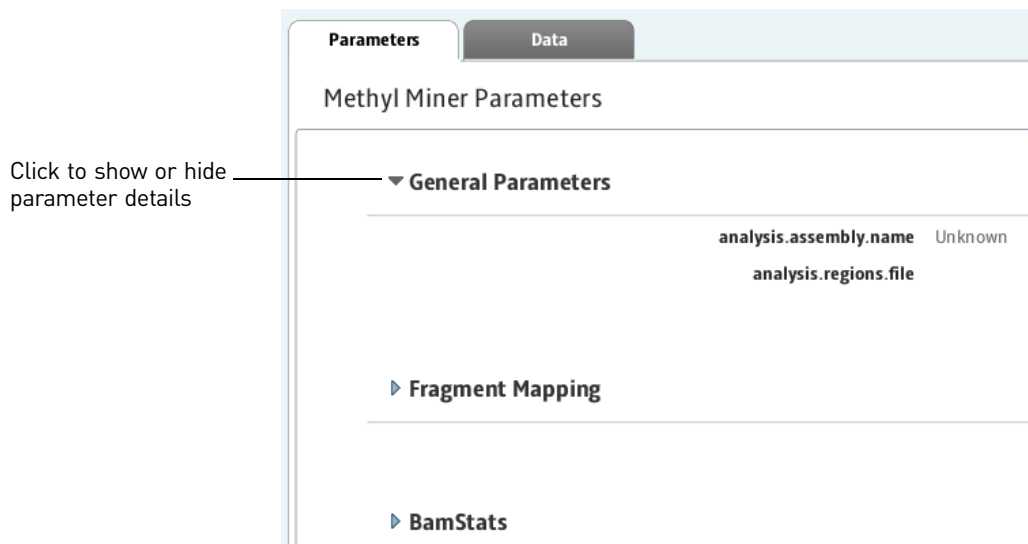 Parameters
Data
Methyl Miner Parameters
Click to show or hide
parameter details
General Parameters
analysis.assembly.name Unknown
analysis.regions.file
Fragment Mapping
BamStats